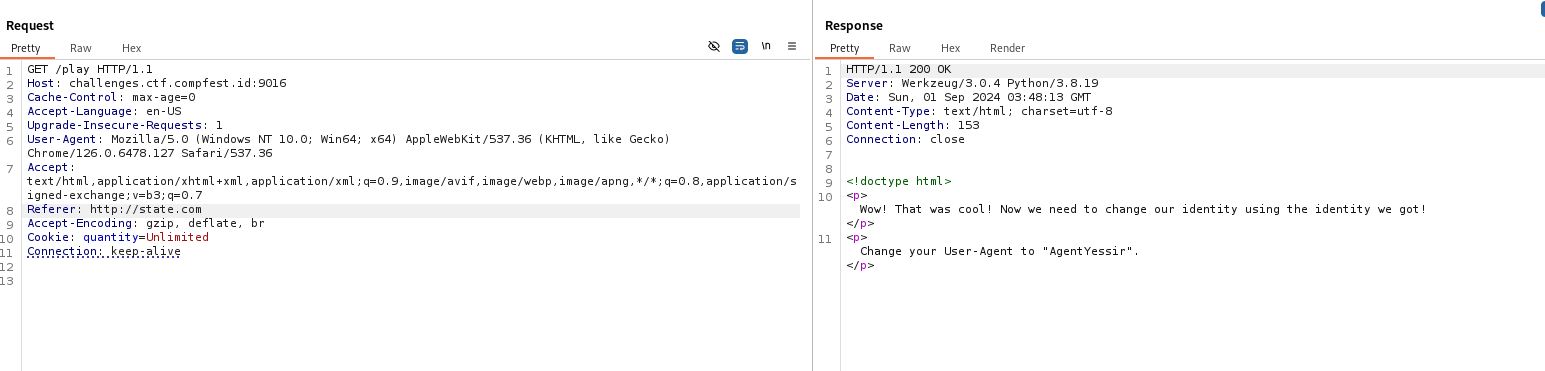 Request
Pretty Raw Hex
\n
1 GET /play HTTP/1.1
2 Host: challenges.ctf.compfest.id:9016
3 Cache-Control: max-age=0
4 Accept-Language: en-US
5 Upgrade-Insecure-Requests: 1
6 User-Agent: Mozilla/5.0 (Windows NT 10.0; Win64; x64) AppleWebKit/537.36 (KHTML, like Gecko)
Chrome/126.0.6478.127 Safari/537.36
7 Accept:
text/html,application/xhtml+xml,application/xml;q=0.9,image/avif,image/webp,image/apng,*/*;q=0.8,application/s
igned-exchange;v=b3;q=0.7
8 Referer: http://state.com
9 Accept-Encoding: gzip, deflate, br
10 Cookie: quantity=Unlimited
11 Connection: keep-alive
12
13
Response
Pretty Raw Hex Render
1 HTTP/1.1 200 OK
2 Server: Werkzeug/3.0.4 Python/3.8.19
3 Date: Sun, 01 Sep 2024 03:48:13 GMT
4 Content-Type: text/html; charset=utf-8
5 Content-Length: 153
6 Connection: close
7
8
9 <!doctype html>
10 <p>
Wow! That was cool! Now we need to change our identity using the identity we got!
</p>
11 <p>
Change your User-Agent to "AgentYessir".
</p>